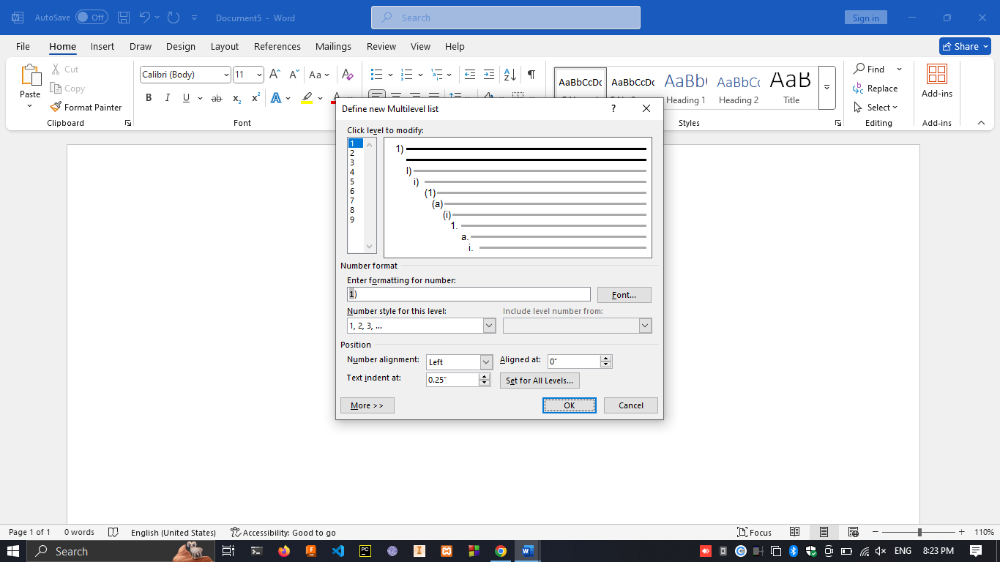 AutoSave Off Document5 - Word Search Sign in
File Home Insert Draw Design Layout References Mailings Review View Help Share
Paste Cut Copy Format Painter
Clipboard
Calibri (Body) 11 A A Aa A
B I U ab x₂ x² A A
Font
AaBbCcDc AaBbCcDc AaBbC AaBbCc AaB
Heading 1 Heading 2 Title
Styles
Find Replace Select
Editing
Add-ins
Add-ins
Define new Multilevel list ?
Click level to modify:
1
2
3
4
5
6
7
8
9
1)
I)
i)
(1)
(a)
(i)
1.
a.
i.
Number format
Enter formatting for number:
1) Font...
Number style for this level: Include level number from:
1, 2, 3, ...
Position
Number alignment: Left Aligned at: 0"
Text indent at: 0.25" Set for All Levels...
More >> OK Cancel
Page 1 of 1 0 words English (United States) Accessibility: Good to go Focus 110%
Search ENG 8:23 PM